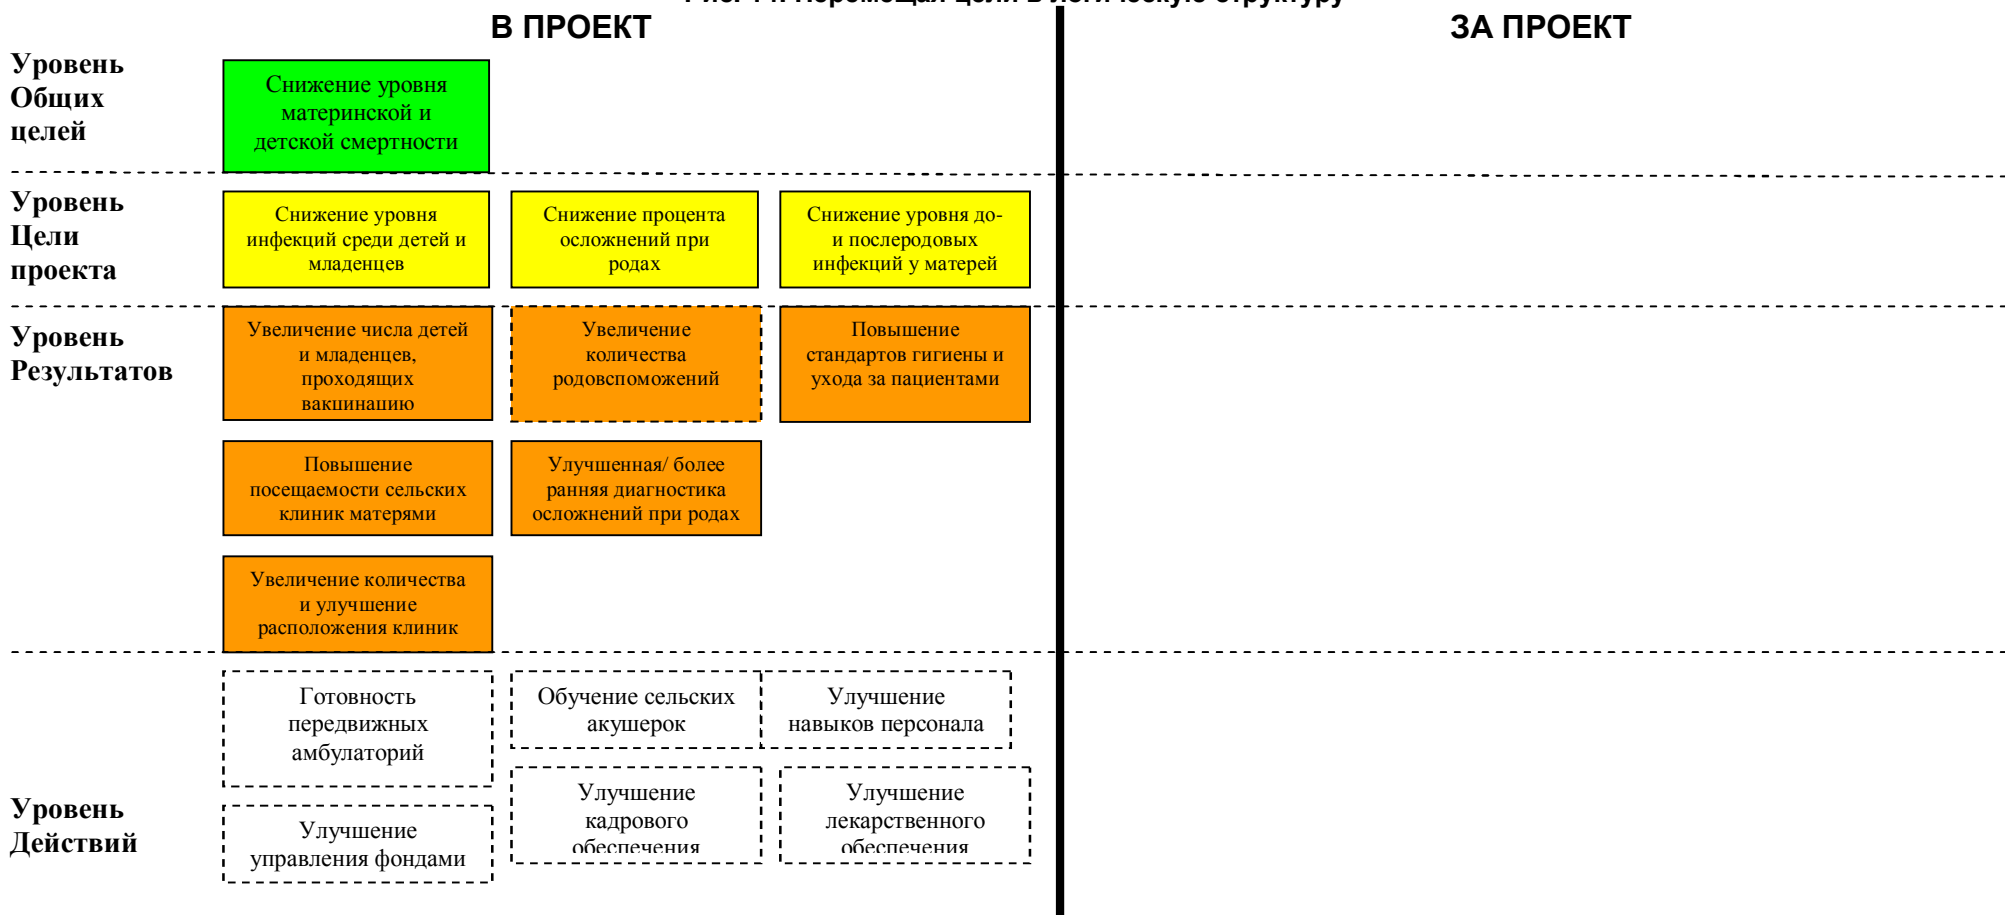 Перемещая цели в логическую структуру
В ПРОЕКТ
ЗА ПРОЕКТ
Уровень
Общих
целей
Снижение уровня
материнской и
детской смертности
Уровень
Цели
проекта
Снижение уровня
инфекций среди детей и
младенцев
Снижение процента
осложнений при
родах
Снижение уровня до-
и послеродовых
инфекций у матерей
Уровень
Результатов
Увеличение числа детей
и младенцев,
проходящих
вакцинацию
Увеличение
количества
родовспоможений
Повышение
стандартов гигиены и
ухода за пациентами
Повышение
посещаемости сельских
клиник матерями
Улучшенная/ более
ранняя диагностика
осложнений при родах
Увеличение количества
и улучшение
расположения клиник
Готовность
передвижных
амбулаторий
Обучение сельских
акушерок
Улучшение
навыков персонала
Уровень
Действий
Улучшение
управления фондами
Улучшение
кадрового
обеспечения
Улучшение
лекарственного
обеспечения